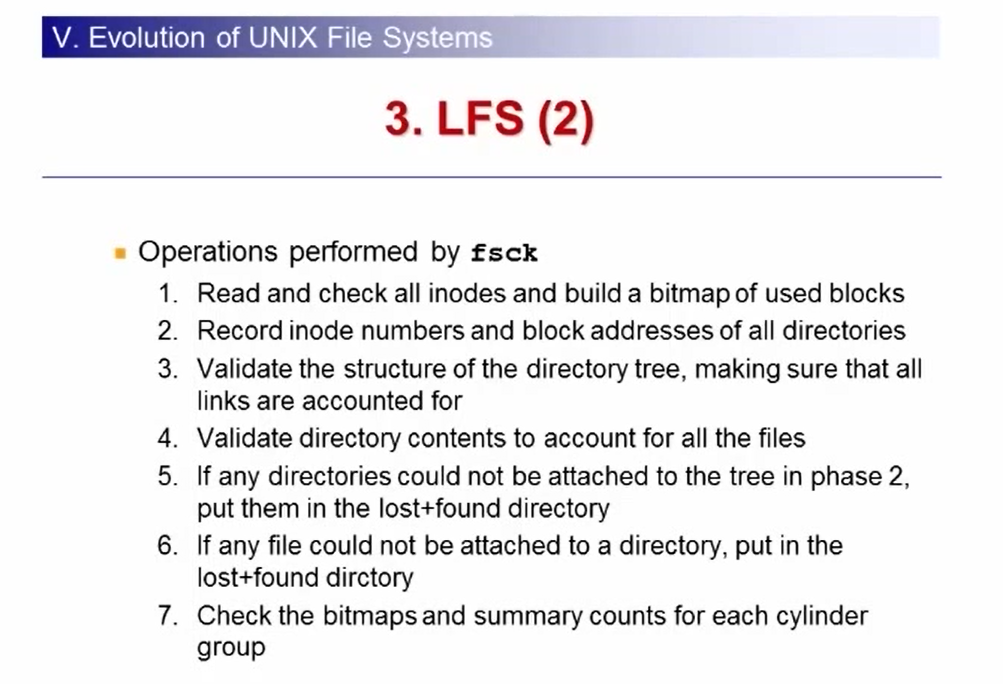 V. Evolution of UNIX File Systems
3. LFS (2)
Operations performed by fsck
1. Read and check all inodes and build a bitmap of used blocks
2. Record inode numbers and block addresses of all directories
3. Validate the structure of the directory tree, making sure that all
links are accounted for
4. Validate directory contents to account for all the files
5. If any directories could not be attached to the tree in phase 2,
put them in the lost+found directory
6. If any file could not be attached to a directory, put in the
lost+found dirctory
7. Check the bitmaps and summary counts for each cylinder
group